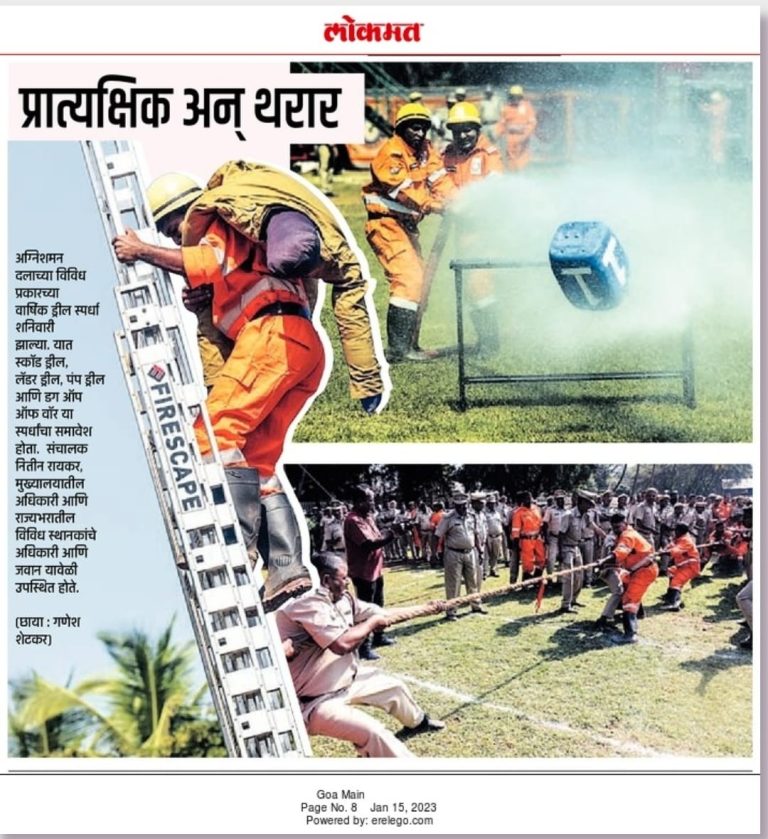 लोकमत
प्रात्यक्षिक अन् थरार
अग्निशमन
दलाच्या विविध
प्रकारच्या
वार्षिक ड्रील स्पर्धा
शनिवारी
झाल्या. यात
स्कॉड ड्रील,
लॅडर ड्रील, पंप ड्रील
आणि डग ऑप
ऑफ वॉर या
स्पर्धांचा समावेश
होता. संचालक
नितीन रायकर,
मुख्यालयातील
अधिकारी आणि
राज्यभरातील
विविध स्थानकांचे
अधिकारी आणि
जवान यावेळी
उपस्थित होते.
(छाया : गणेश
शेटकर)
FIRESCAPE
Goa Main
Page No. 8 Jan 15, 2023
Powered by: erelego.com